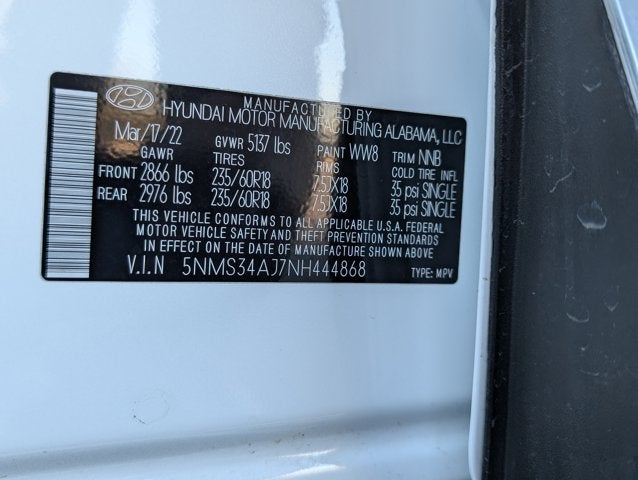 MANUFACTURED BY
HYUNDAI MOTOR MANUFACTURING ALABAMA, LLC
Mar/17/22 GVWR 5137 lbs PAINT WW8 TRIM NNB
GAWR TIRES RIMS COLD TIRE INFL
FRONT 2866 lbs 235/60R18 7.5JX18 35 psi SINGLE
REAR 2976 lbs 235/60R18 7.5JX18 35 psi SINGLE
THIS VEHICLE CONFORMS TO ALL APPLICABLE U.S.A. FEDERAL
MOTOR VEHICLE SAFETY AND THEFT PREVENTION STANDARDS
IN EFFECT ON THE DATE OF MANUFACTURE SHOWN ABOVE
V.I.N 5NMS34AJ7NH444868 TYPE: MPV